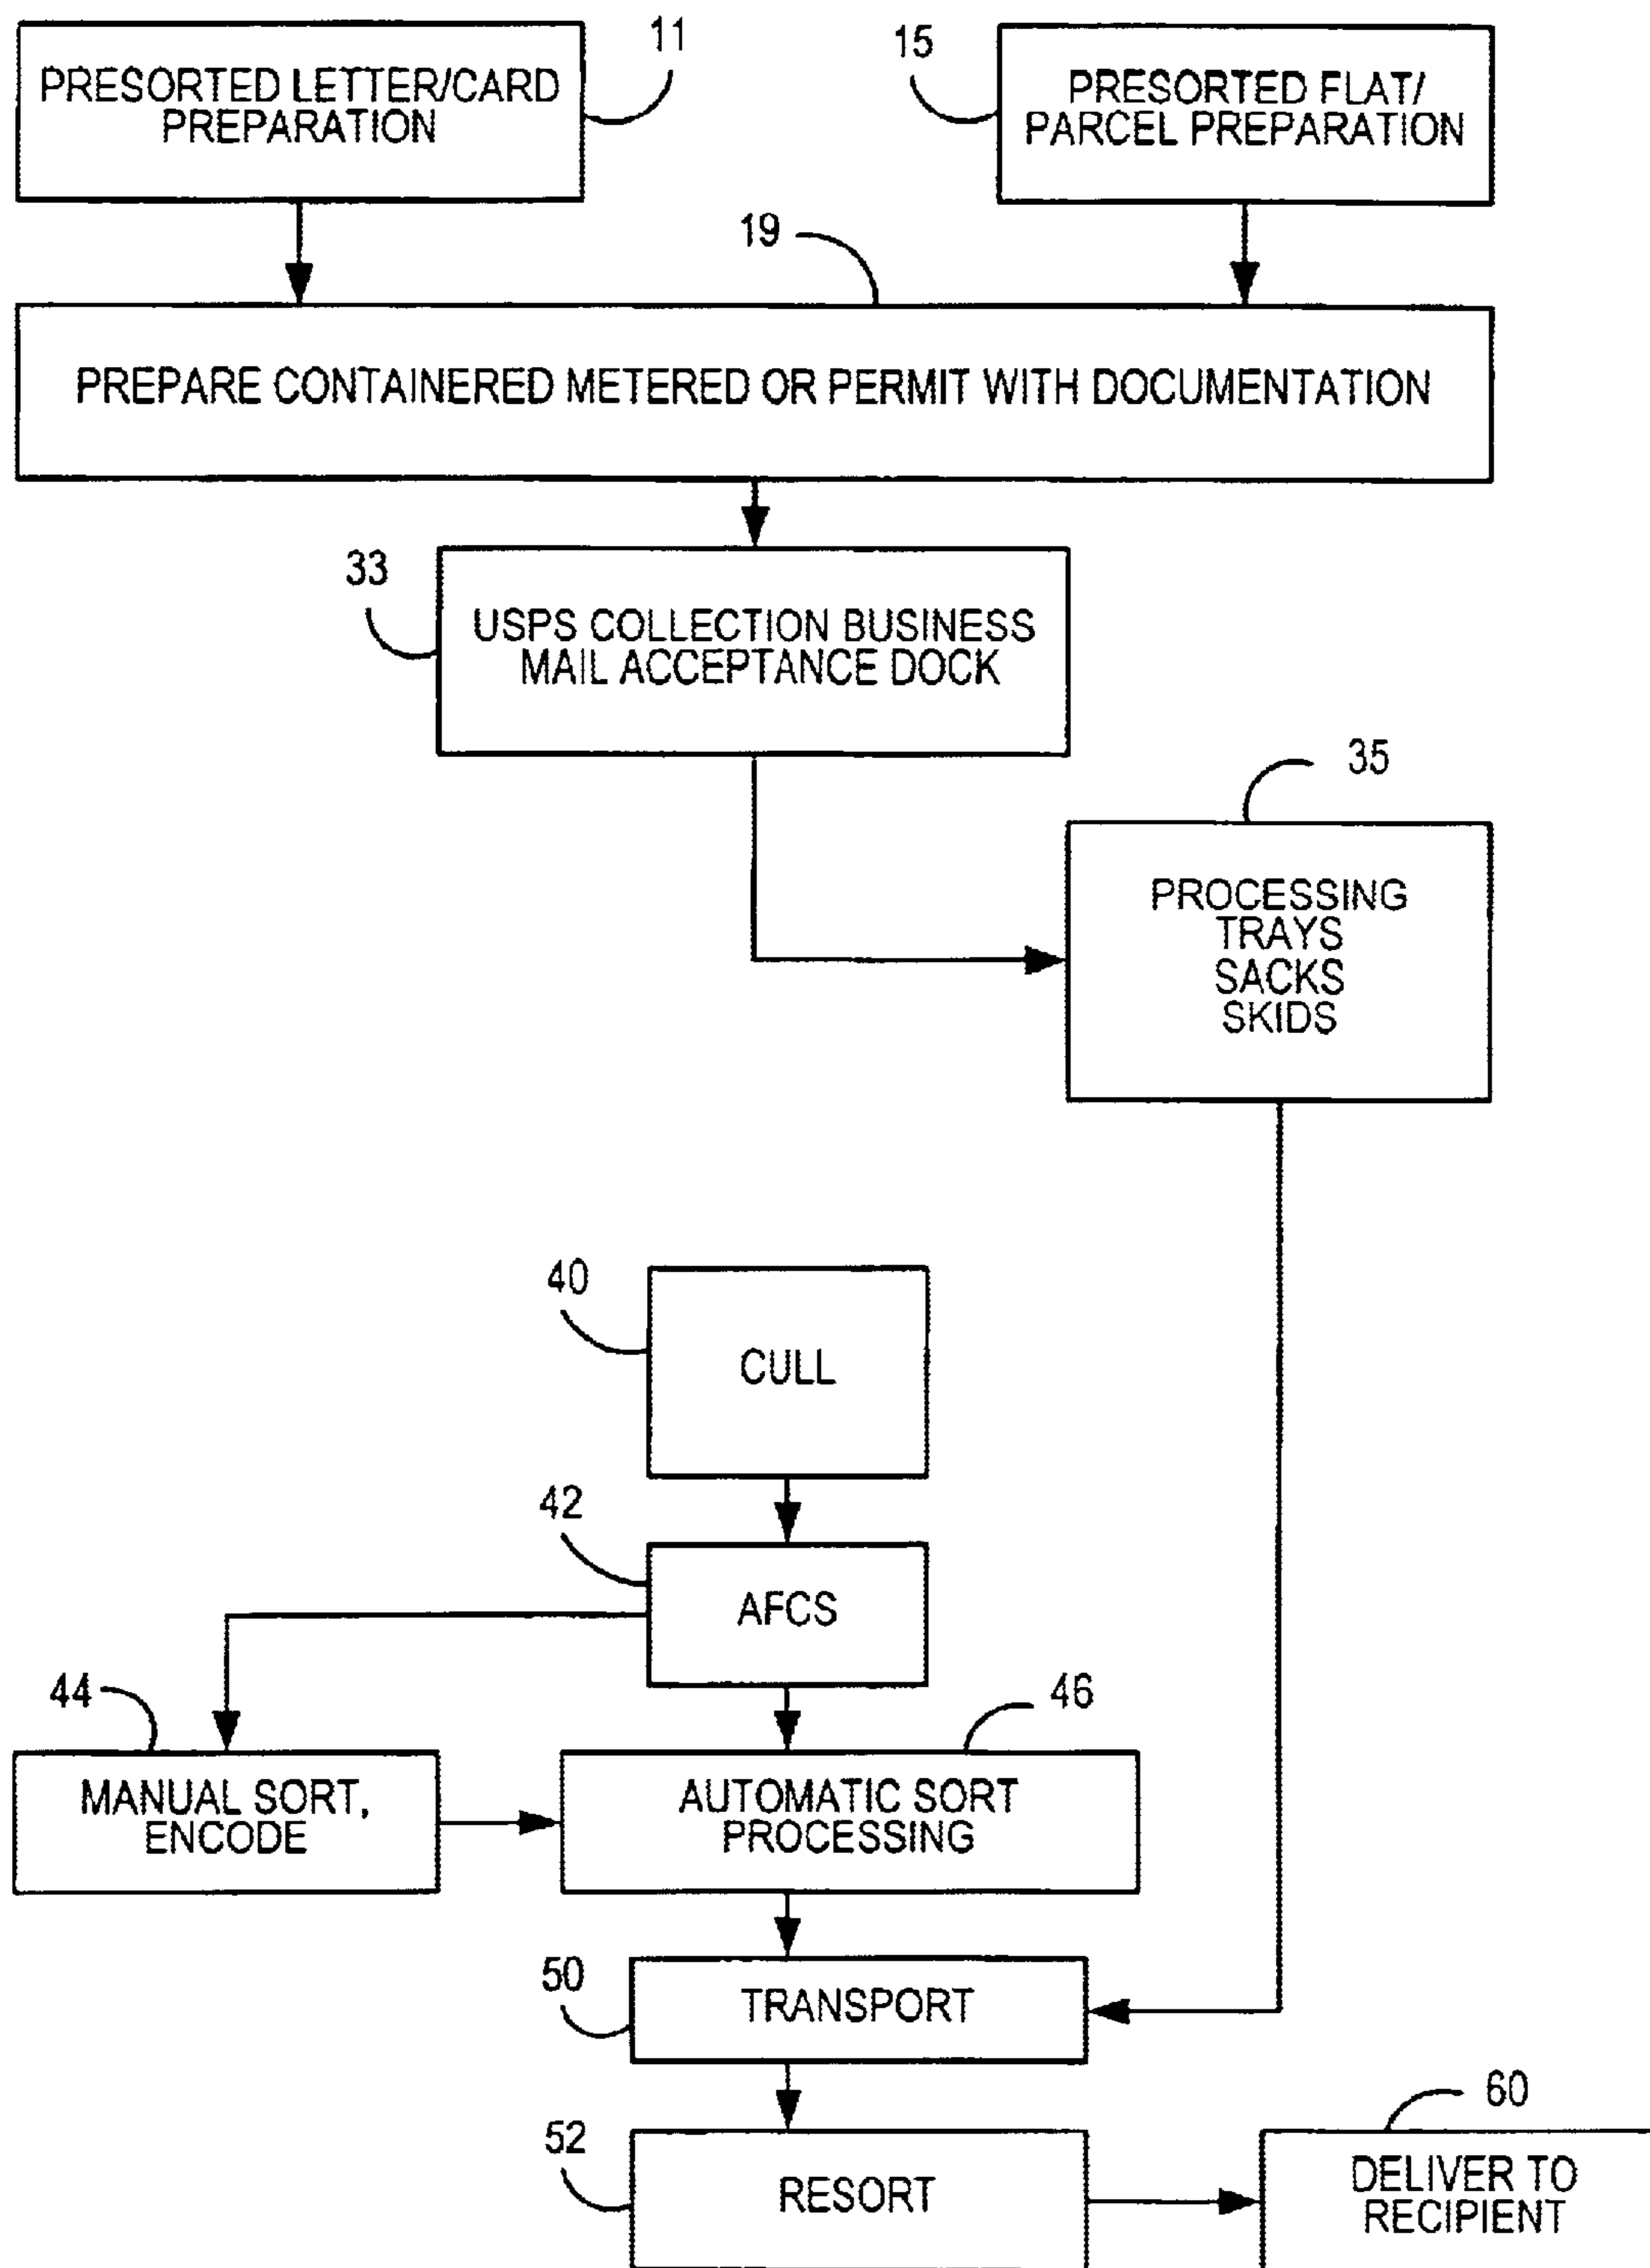 11
PRESORTED LETTER/CARD
PREPARATION
15
PRESORTED FLAT/
PARCEL PREPARATION
19
PREPARE CONTAINERED METERED OR PERMIT WITH DOCUMENTATION
33
USPS COLLECTION BUSINESS
MAIL ACCEPTANCE DOCK
35
PROCESSING
TRAYS
SACKS
SKIDS
40
CULL
42
AFCS
44
MANUAL SORT,
ENCODE
46
AUTOMATIC SORT
PROCESSING
50
TRANSPORT
52
RESORT
60
DELIVER TO
RECIPIENT